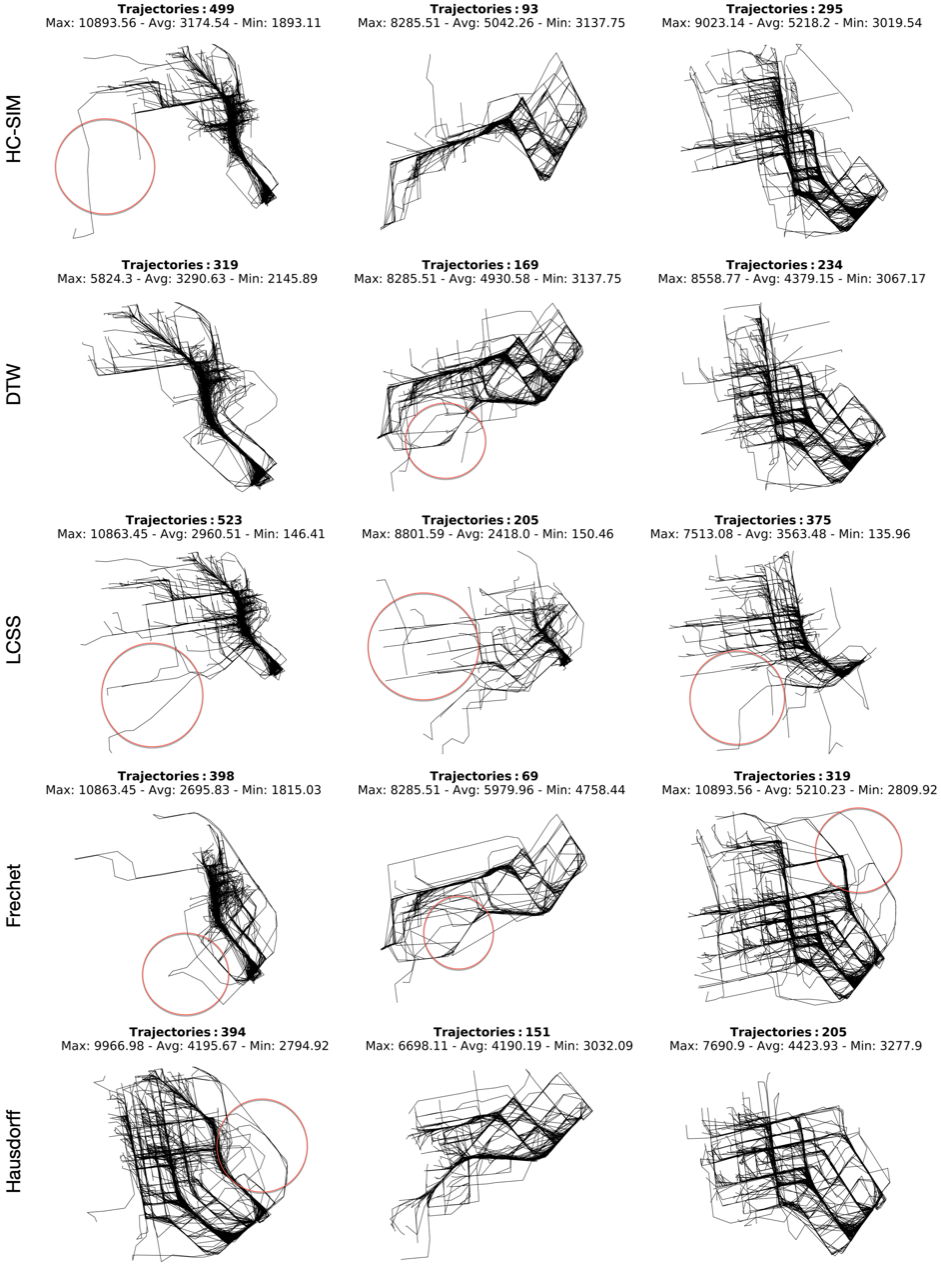 Trajectories: 499
Max: 10893.56 - Avg: 3174.54 - Min: 1893.11
Trajectories: 93
Max: 8285.51 - Avg: 5042.26 - Min: 3137.75
Trajectories: 295
Max: 9023.14 - Avg: 5218.2 - Min: 3019.54
HC-SIM
Trajectories: 319
Max: 5824.3 - Avg: 3290.63 - Min: 2145.89
Trajectories: 169
Max: 8285.51 - Avg: 4930.58 - Min: 3137.75
Trajectories: 234
Max: 8558.77 - Avg: 4379.15 - Min: 3067.17
DTW
Trajectories: 523
Max: 10863.45 - Avg: 2960.51 - Min: 146.41
Trajectories: 205
Max: 8801.59 - Avg: 2418.0 - Min: 150.46
Trajectories: 375
Max: 7513.08 - Avg: 3563.48 - Min: 135.96
LCSS
Trajectories: 398
Max: 10863.45 - Avg: 2695.83 - Min: 1815.03
Trajectories: 69
Max: 8285.51 - Avg: 5979.96 - Min: 4758.44
Trajectories: 319
Max: 10893.56 - Avg: 5210.23 - Min: 2809.92
Frechet
Trajectories: 394
Max: 9966.98 - Avg: 4195.67 - Min: 2794.92
Trajectories: 151
Max: 6698.11 - Avg: 4190.19 - Min: 3032.09
Trajectories: 205
Max: 7690.9 - Avg: 4423.93 - Min: 3277.9
Hausdorff